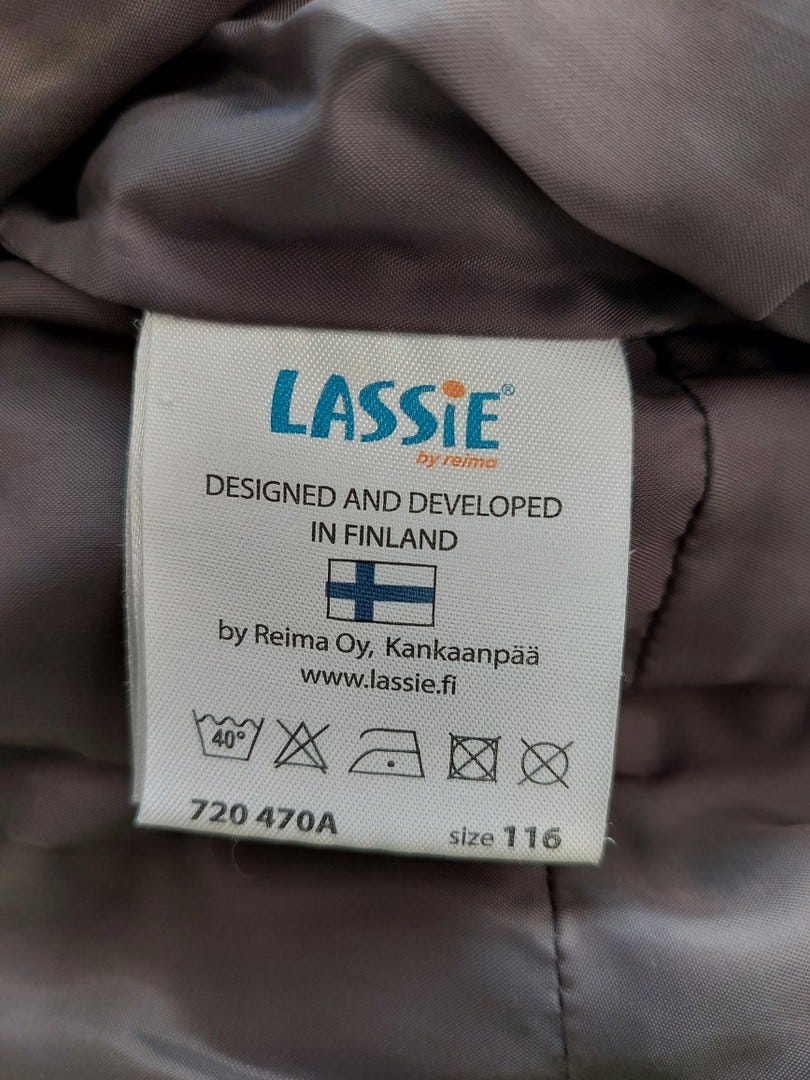 LASSiE®
by reima
DESIGNED AND DEVELOPED
IN FINLAND
by Reima Oy, Kankaanpää
www.lassie.fi
40°
720 470A
size 116